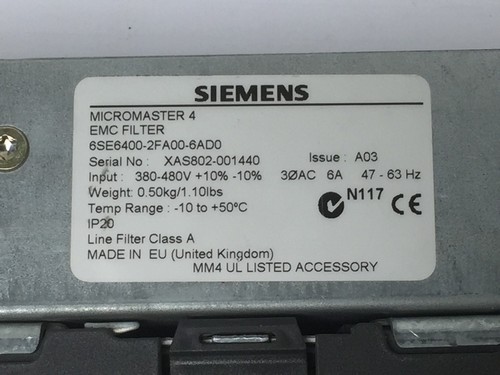 SIEMENS
MICROMASTER 4
EMC FILTER
6SE6400-2FA00-6AD0
Serial No : XAS802-001440 Issue : A03
Input : 380-480V +10% -10% 3ØAC 6A 47 - 63 Hz
Weight: 0.50kg/1.10lbs
N117 CE
Temp Range : -10 to +50°C
IP20
Line Filter Class A
MADE IN EU (United Kingdom)
MM4 UL LISTED ACCESSORY